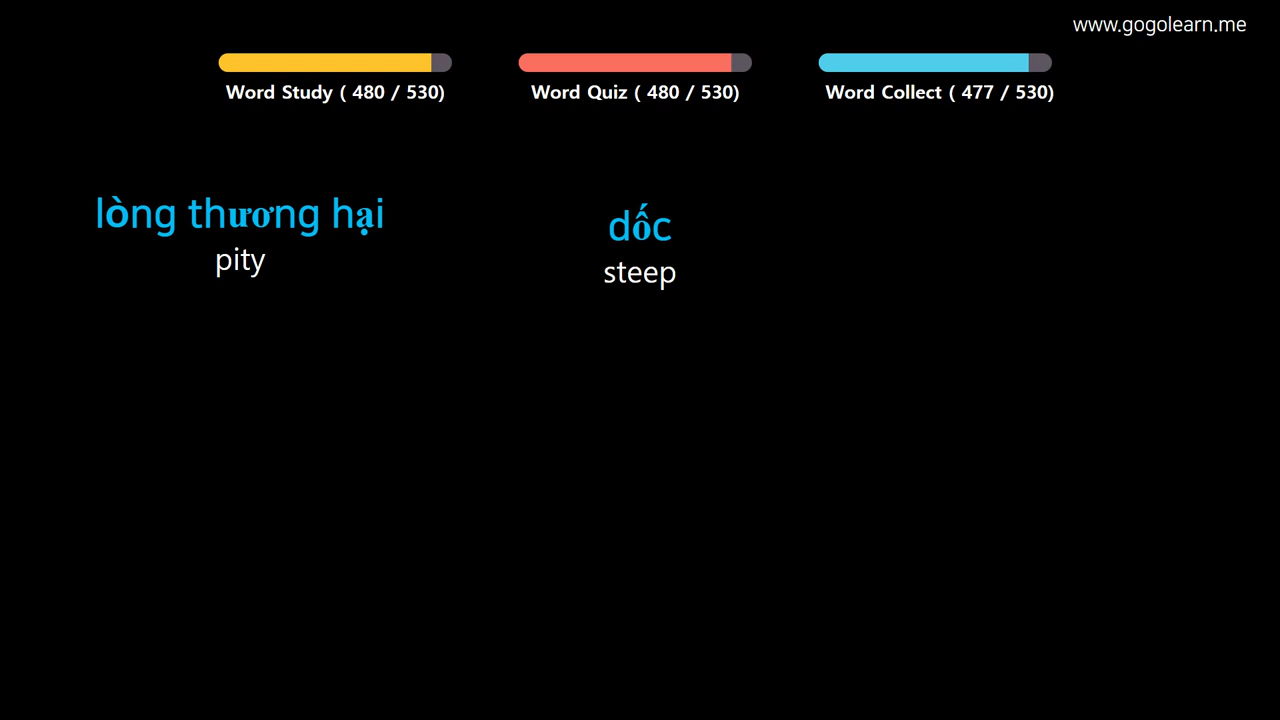 www.gogolearn.me
Word Study ( 480 / 530)
Word Quiz ( 480 / 530)
Word Collect ( 477 / 530)
lòng thương hại
pity
dốc
steep